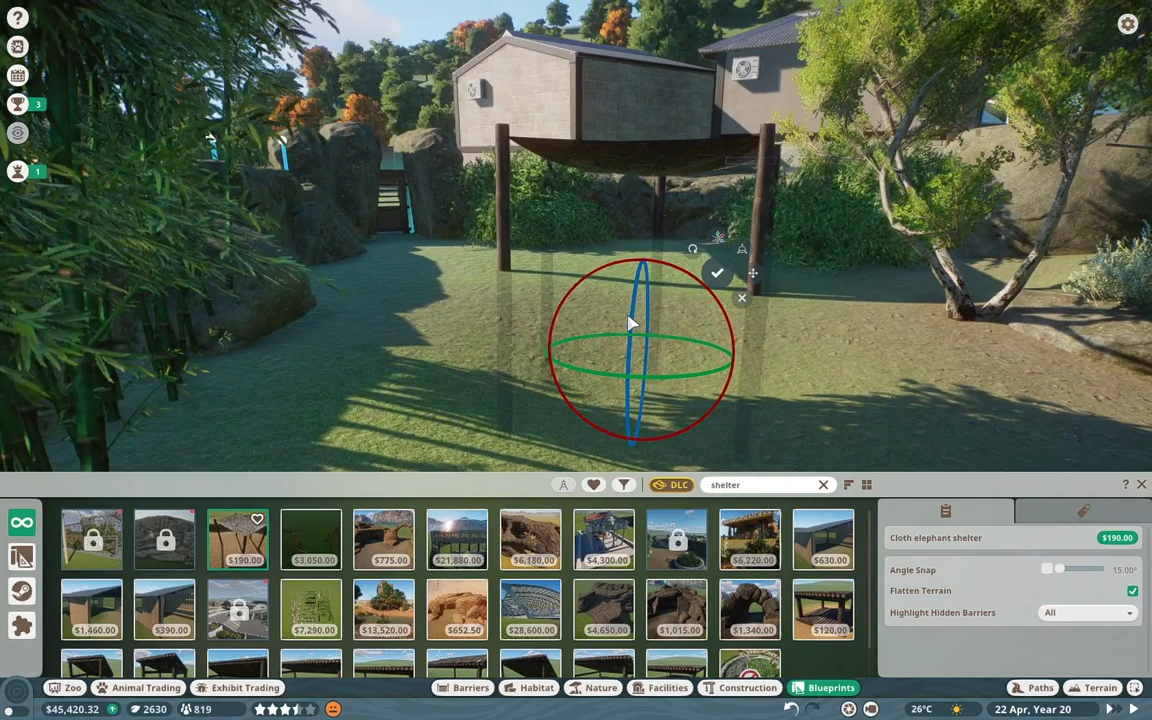 ?
3
1
DLC
shelter
? ×
$190.00
$3,050.00
$775.00
$21,880.00
$6,180.00
$4,300.00
$6,220.00
$630.00
Cloth elephant shelter
$190.00
Angle Snap
15.00°
Flatten Terrain
Highlight Hidden Barriers
All
$1,460.00
$390.00
$7,290.00
$13,520.00
$652.50
$28,600.00
$4,650.00
$1,015.00
$1,340.00
$120.00
Zoo
Animal Trading
Exhibit Trading
Barriers
Habitat
Nature
Facilities
Construction
Blueprints
Paths
Terrain
$45,420.32
2630
819
26°C
22 Apr, Year 20